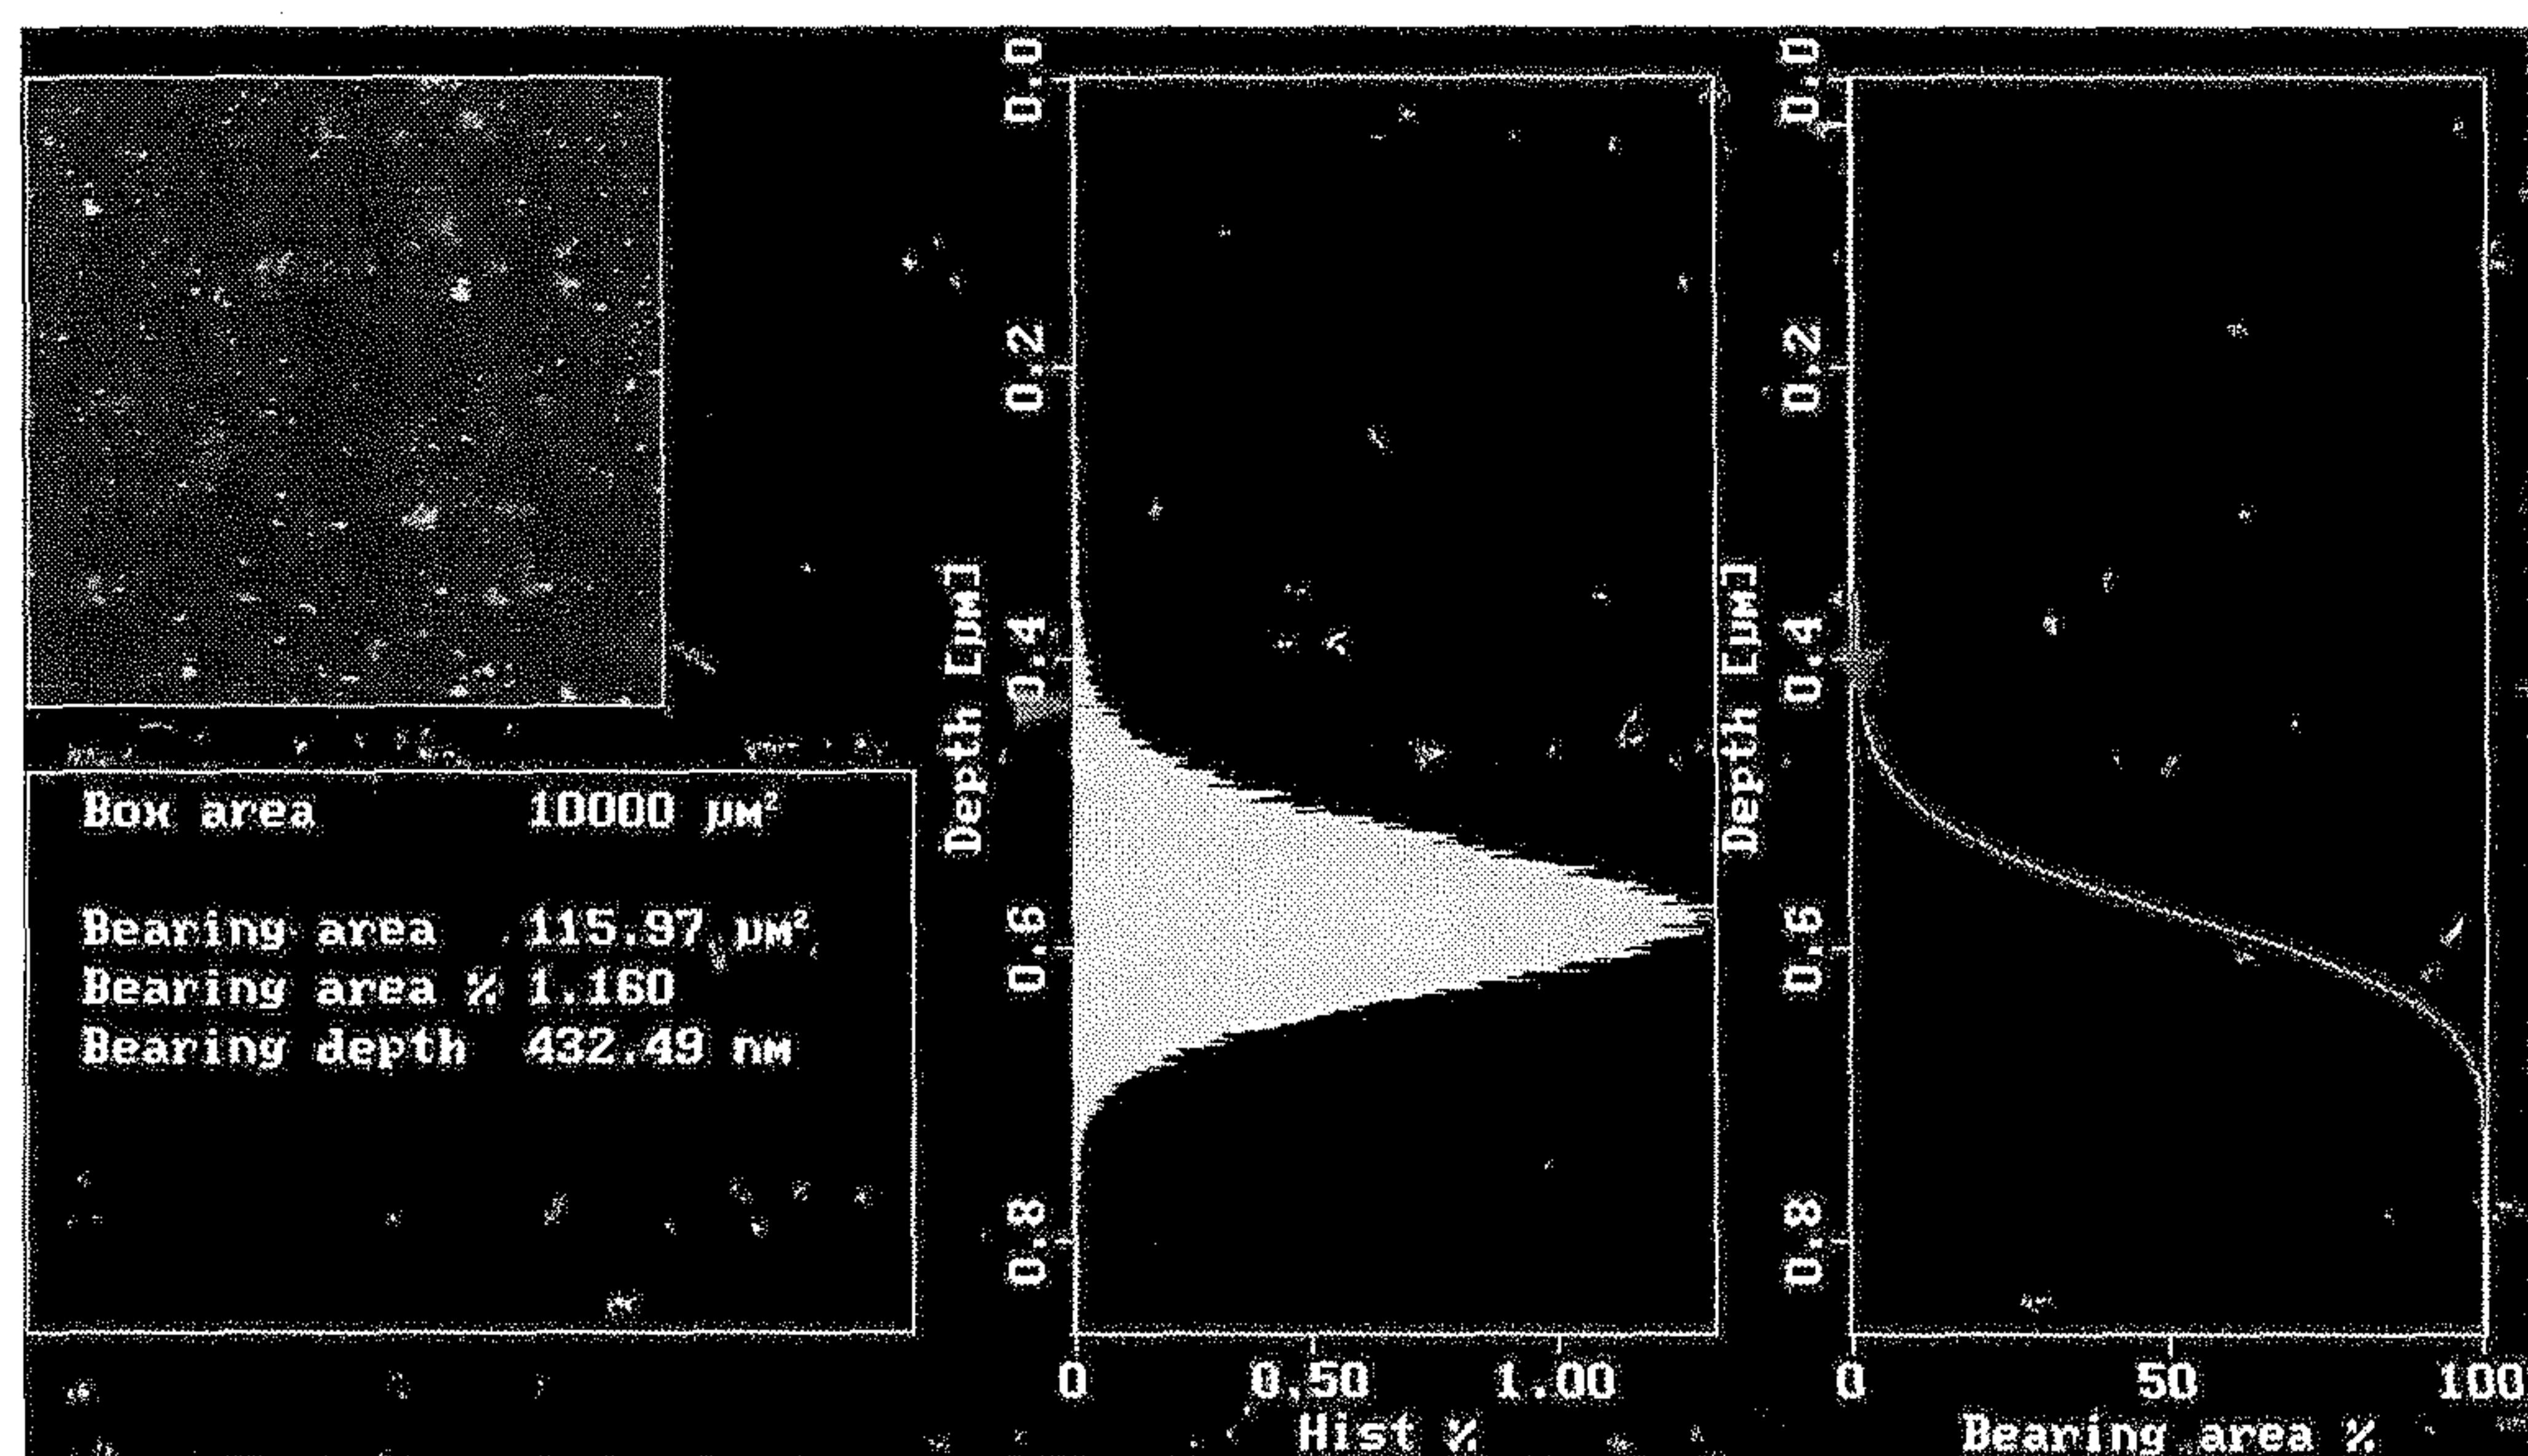 Box area 10000 µm²
Bearing area 115.97 µm²
Bearing area % 1.160
Bearing depth 432.49 nm
Depth [µm]
0.0
0.2
0.4
0.6
0.8
0 0.50 1.00
Hist %
Depth [µm]
0.0
0.2
0.4
0.6
0.8
0 50 100
Bearing area %